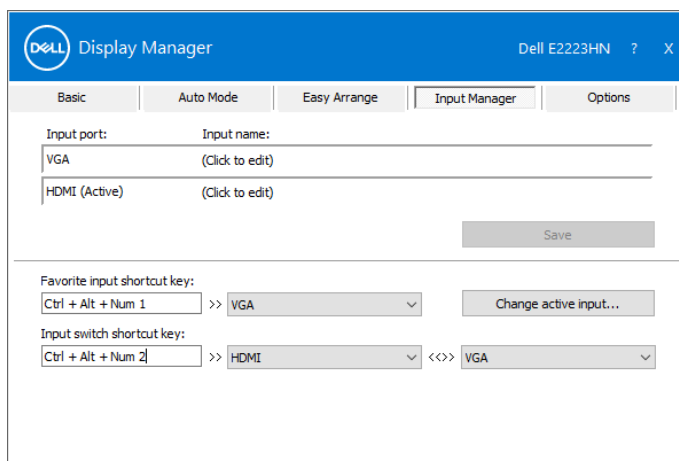 DELL Display Manager Dell E2223HN ? X
Basic Auto Mode Easy Arrange Input Manager Options
Input port: Input name:
VGA (Click to edit)
HDMI (Active) (Click to edit)
Save
Favorite input shortcut key:
Ctrl + Alt + Num 1 >> VGA Change active input...
Input switch shortcut key:
Ctrl + Alt + Num 2 >> HDMI <<>> VGA